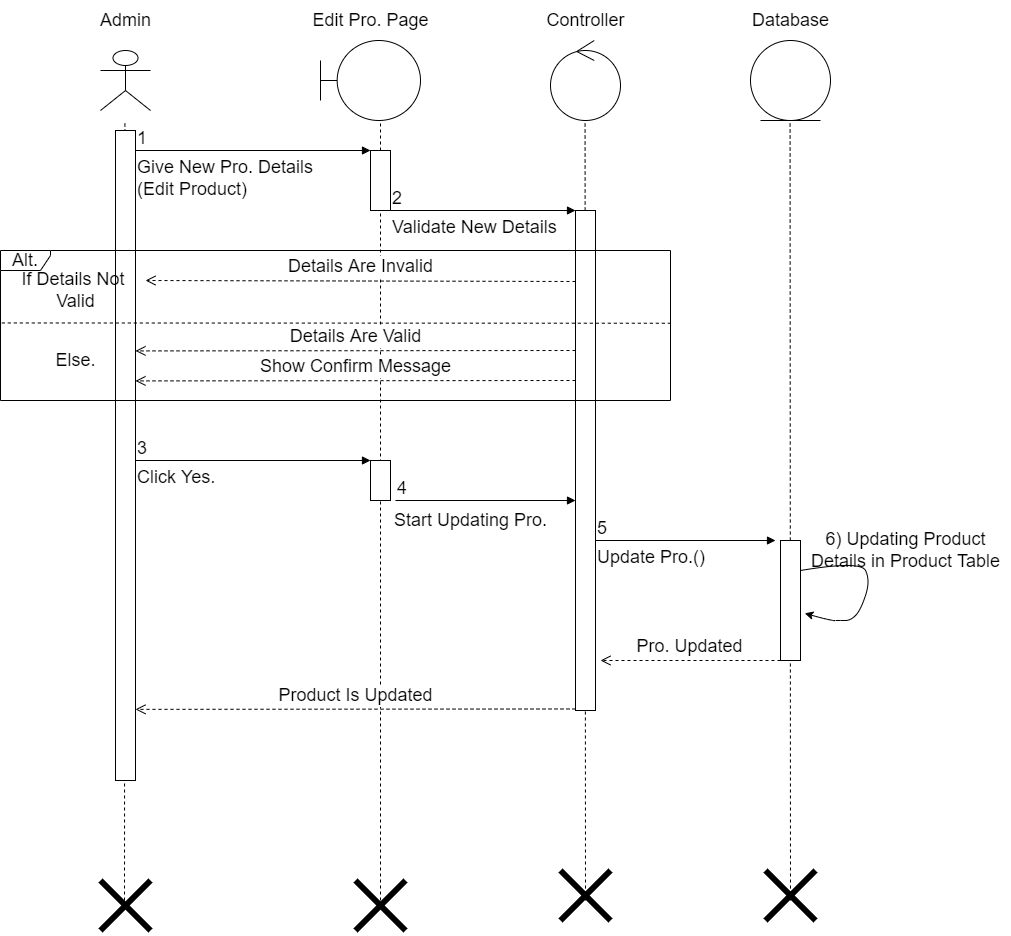 Admin
Edit Pro. Page
Controller
Database
1
Give New Pro. Details
(Edit Product)
2
Validate New Details
Alt.
If Details Not
Valid
Details Are Invalid
Else.
Details Are Valid
Show Confirm Message
3
Click Yes.
4
Start Updating Pro.
5
Update Pro.()
6) Updating Product
Details in Product Table
Pro. Updated
Product Is Updated